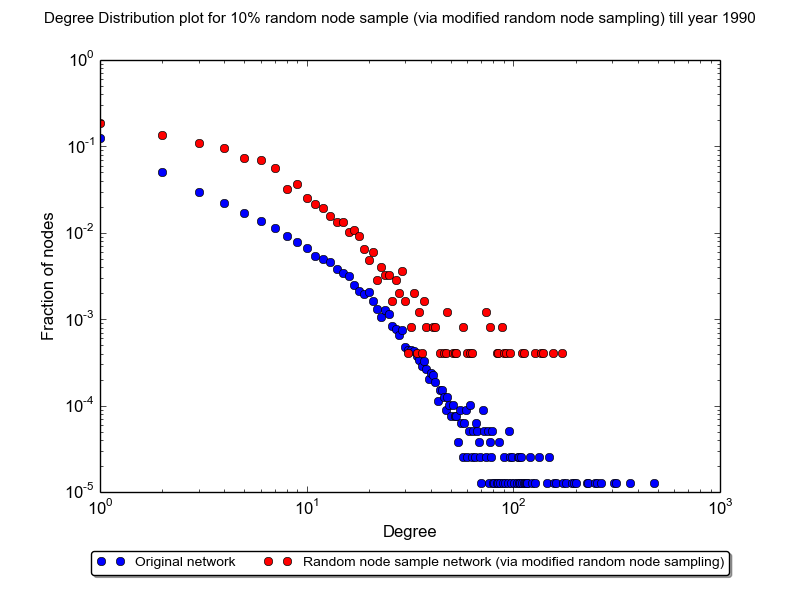 Degree Distribution plot for 10% random node sample (via modified random node sampling) till year 1990
10^0
10^-1
10^-2
10^-3
10^-4
10^-5
Fraction of nodes
10^0 10^1 10^2 10^3
Degree
Original network Random node sample network (via modified random node sampling)